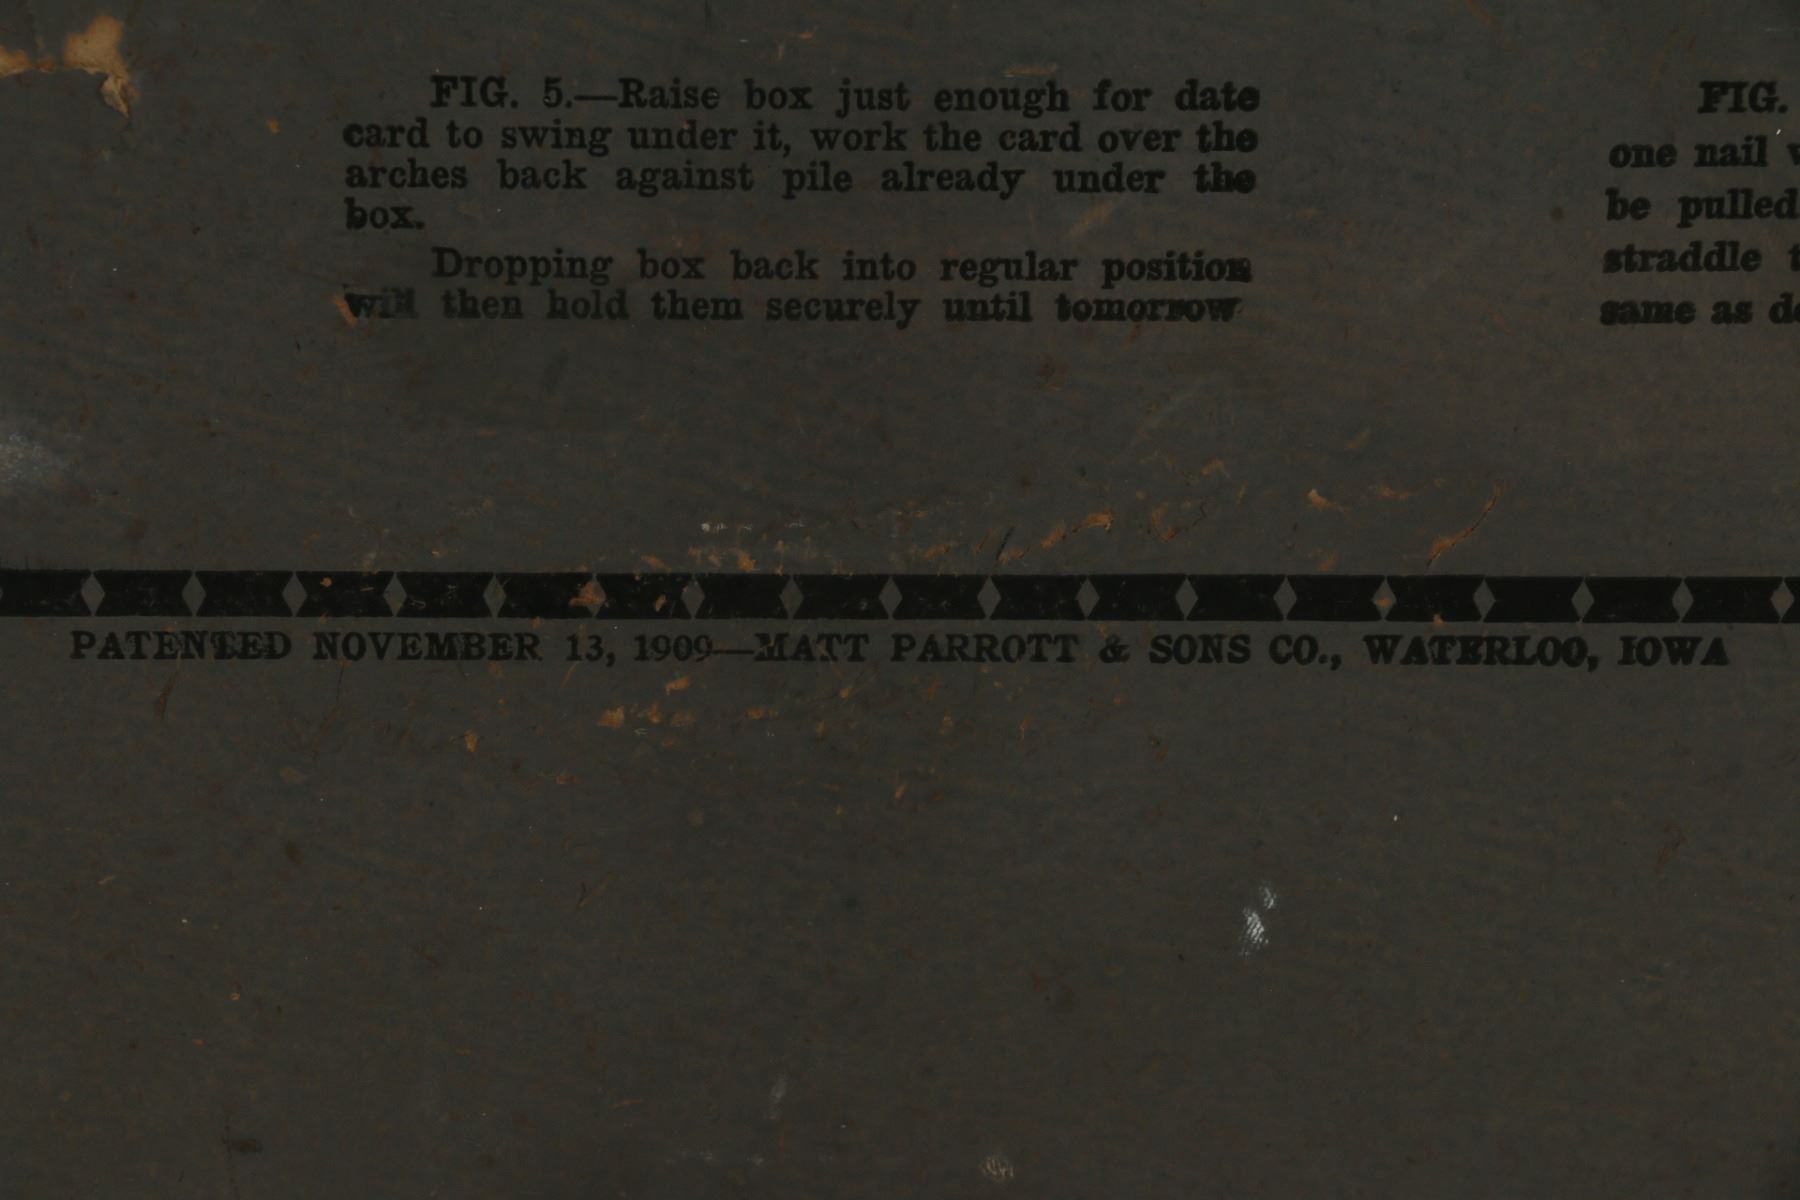 FIG. 5.—Raise box just enough for date
card to swing under it, work the card over the
arches back against pile already under the
box.
Dropping box back into regular position
will then hold them securely until tomorrow
FIG.
one nail
be pulled
straddle
same as
PATENTED NOVEMBER 13, 1909—MATT PARROTT & SONS CO., WATERLOO, IOWA